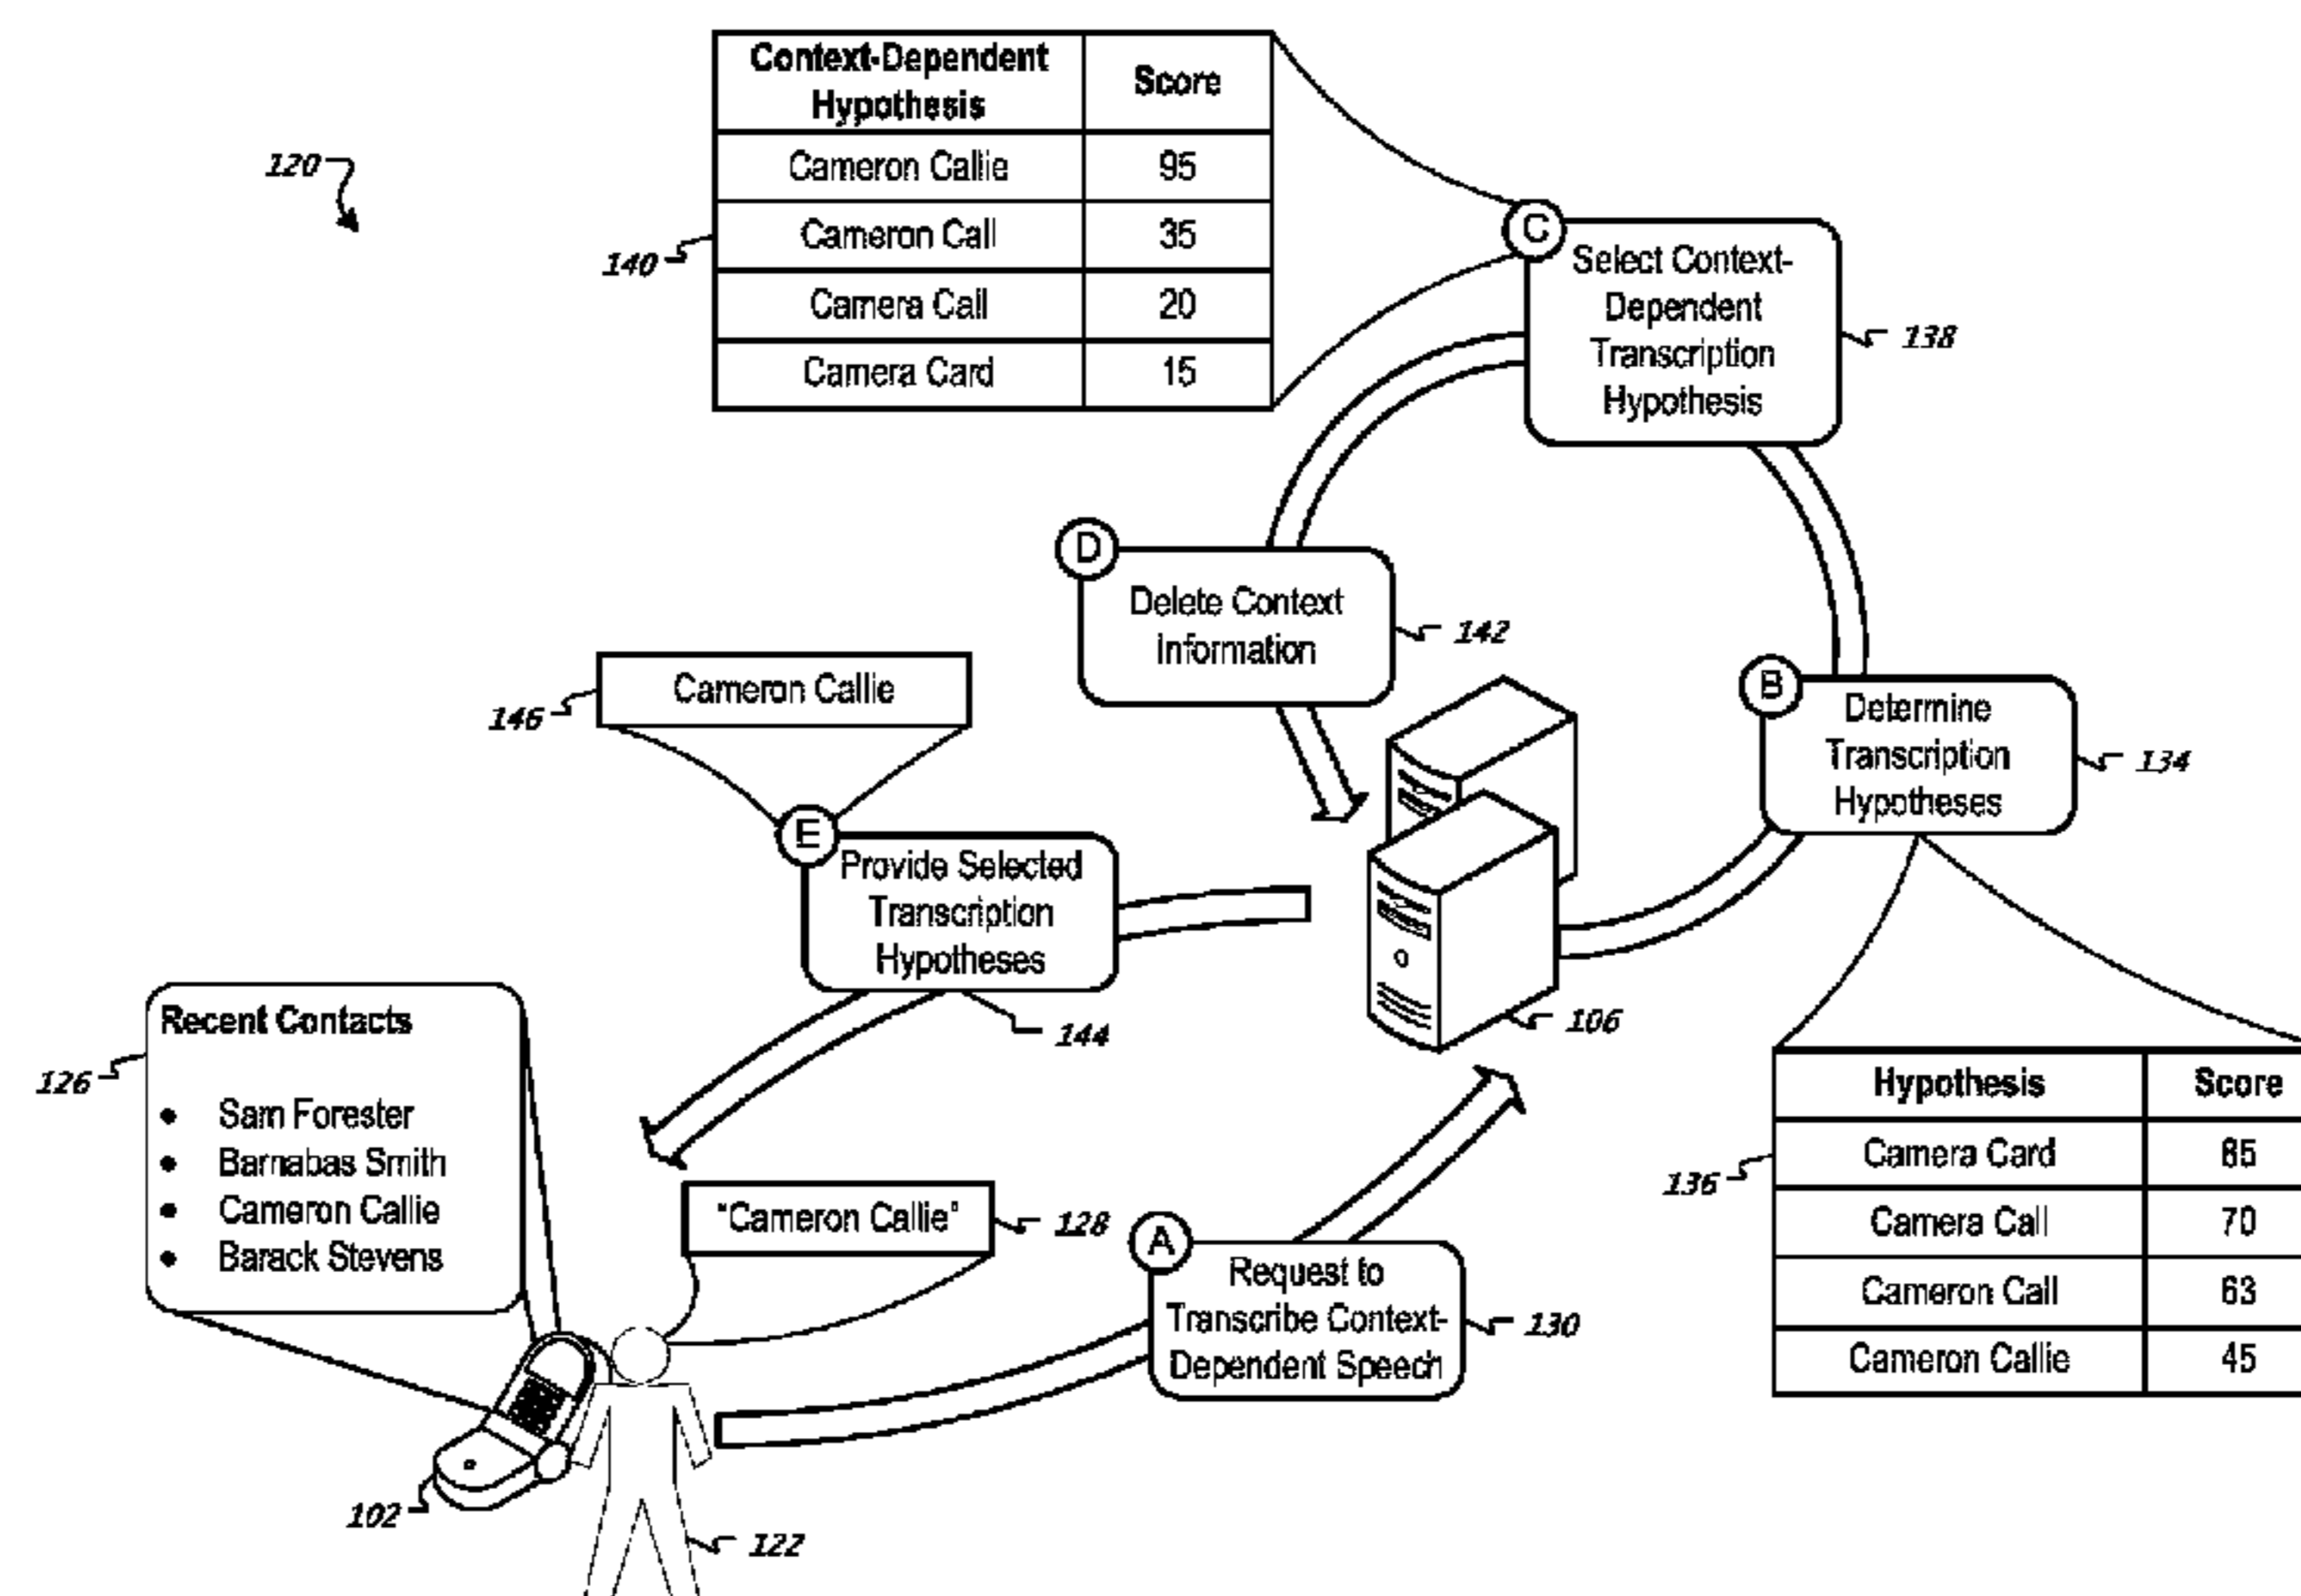 Context-Dependent
Hypothesis
Score
Cameron Callie 95
Cameron Call 35
Camera Call 20
Camera Card 15
120
140
C
Select Context-
Dependent
Transcription
Hypothesis
138
D
Delete Context
Information
142
B
Determine
Transcription
Hypotheses
134
Cameron Callie
146
E
Provide Selected
Transcription
Hypotheses
144
106
Recent Contacts
• Sam Forester
• Barnabas Smith
• Cameron Callie
• Barack Stevens
126
"Cameron Callie"
128
A
Request to
Transcribe Context-
Dependent Speech
130
Hypothesis Score
Camera Card 85
Camera Call 70
Cameron Call 63
Cameron Callie 45
136
102
122